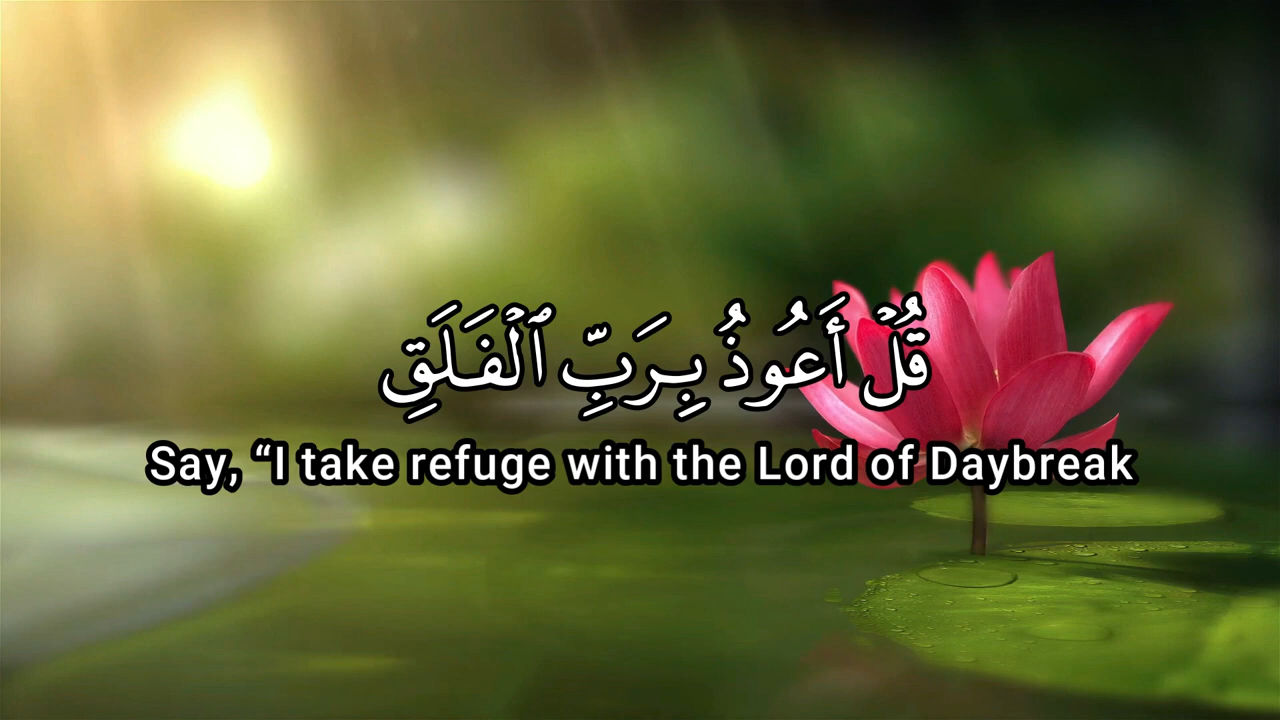 قُلۡ أَعُوذُ بِرَبِّ ٱلۡفَلَقِ
Say, “I take refuge with the Lord of Daybreak